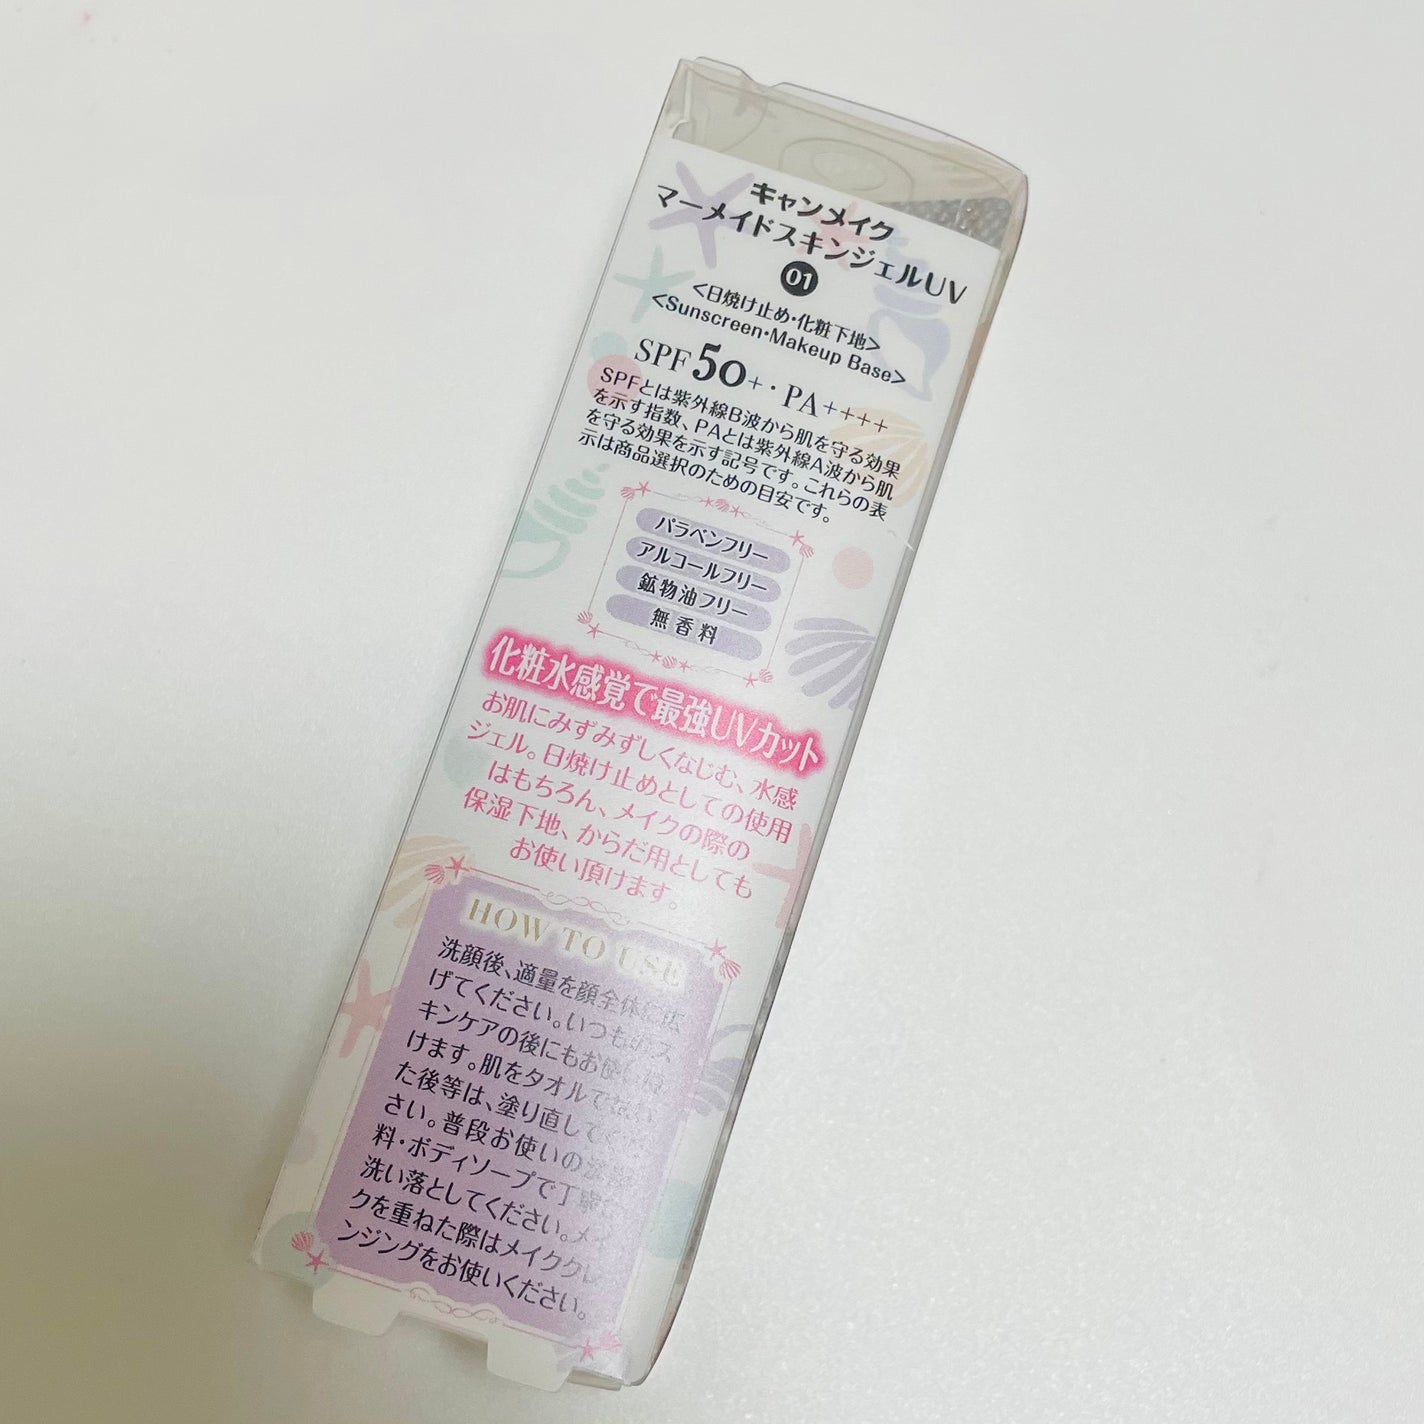 キャンメイク
マーメイドスキンジェルUV
01
<日焼け止め・化粧下地>
<Sunscreen・Makeup Base>
SPF50+・PA++++
SPFとは紫外線B波から肌を守る効果
を示す指数、PAとは紫外線A波から肌
を守る効果を示す記号です。これらの表
示は商品選択のための目安です。
パラベンフリー
アルコールフリー
鉱物油フリー
無香料
化粧水感覚で最強UVカット
お肌にみずみずしくなじむ、水感
ジェル。日焼け止めとしての使用
はもちろん、メイクの際の
保湿下地、からだ用としても
お使い頂けます。
HOW TO USE
洗顔後、適量を顔全体に広
げてください。いつものス
キンケアの後にもお使い頂
けます。肌をタオルでぬぐっ
た後等は、塗り直してくだ
さい。普段お使いの洗顔
料・ボディソープで丁寧に
洗い落としてください。メイ
クを重ねた際はメイククレ
ンジングをお使いください。